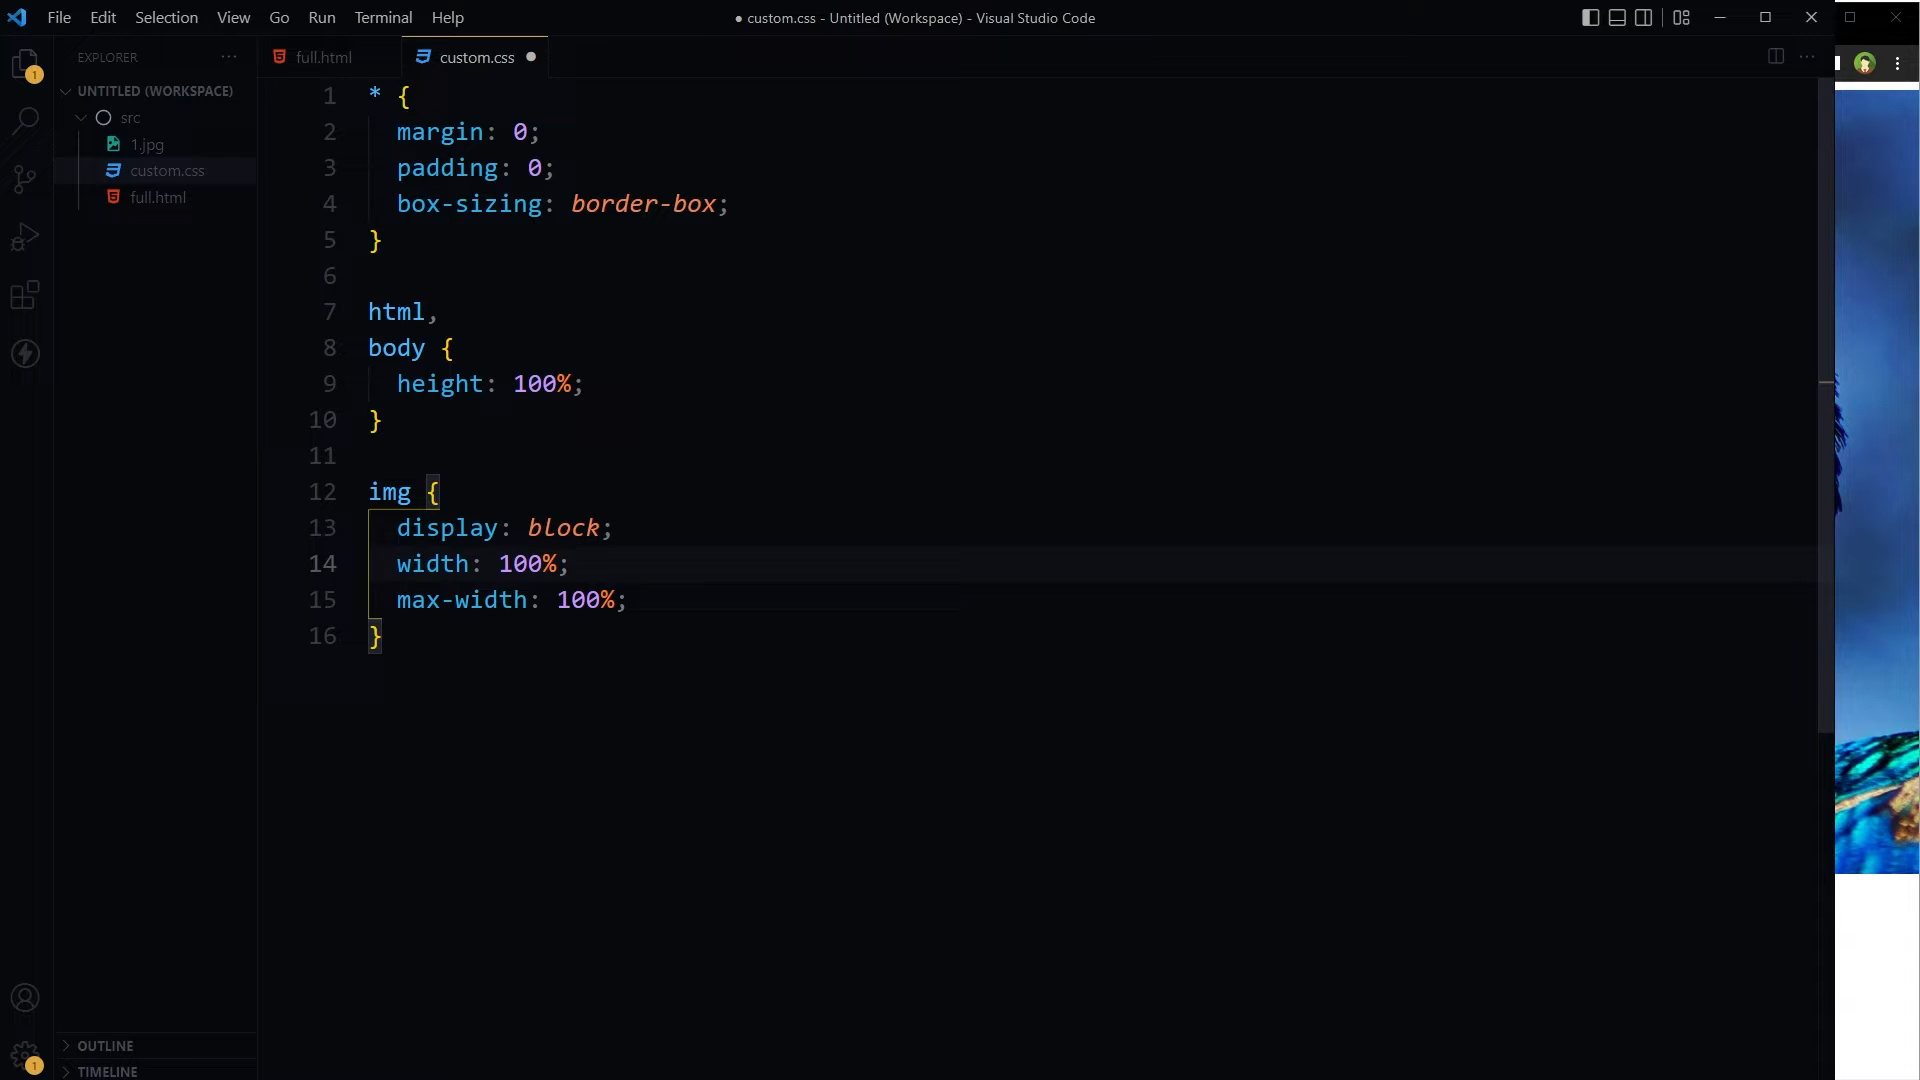 File Edit Selection View Go Run Terminal Help
● custom.css - Untitled (Workspace) - Visual Studio Code
EXPLORER
UNTITLED (WORKSPACE)
src
1.jpg
custom.css
full.html
OUTLINE
TIMELINE
1
1
full.html
custom.css
1 * {
2 margin: 0;
3 padding: 0;
4 box-sizing: border-box;
5 }
6
7 html,
8 body {
9 height: 100%;
10 }
11
12 img {
13 display: block;
14 width: 100%;
15 max-width: 100%;
16 }